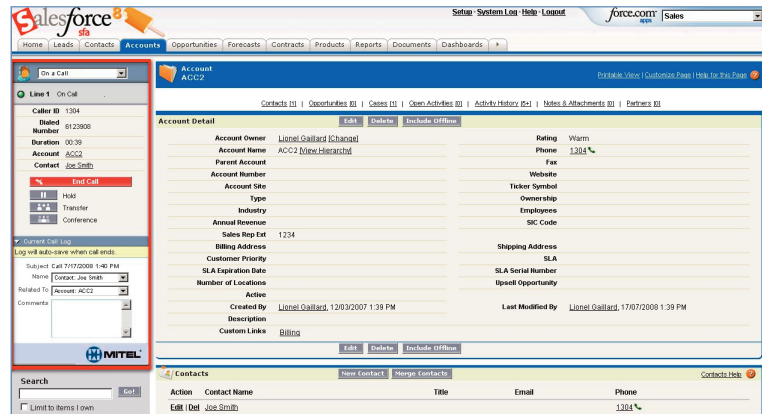 Salesforce 8
sfa
Setup · System Log · Help · Logout
force.com apps
Sales
Home Leads Contacts Accounts Opportunities Forecasts Contracts Products Reports Documents Dashboards
On a Call
Line 1 On Call
Caller ID 1304
Dialed Number 6123908
Duration 00:39
Account ACC2
Contact Joe Smith
End Call
Hold
Transfer
Conference
Current Call Log
Log will auto-save when call ends.
Subject Call 7/17/2008 1:40 PM
Name Contact: Joe Smith
Related To Account: ACC2
Comments
MITEL
Search
Go!
Limit to items I own
Account
ACC2
Printable View | Customize Page | Help for this Page
Contacts [1] | Opportunities [0] | Cases [1] | Open Activities [0] | Activity History [5+] | Notes & Attachments [0] | Partners [0]
Account Detail Edit Delete Include Offline
Account Owner Lionel Gaillard [Change] Rating Warm
Account Name ACC2 [View Hierarchy] Phone 1304
Parent Account Fax
Account Number Website
Account Site Ticker Symbol
Type Ownership
Industry Employees
Annual Revenue SIC Code
Sales Rep Ext 1234
Billing Address Shipping Address
Customer Priority SLA
SLA Expiration Date SLA Serial Number
Number of Locations Upsell Opportunity
Active
Created By Lionel Gaillard, 12/03/2007 1:39 PM Last Modified By Lionel Gaillard, 17/07/2008 1:39 PM
Description
Custom Links Billing
Edit Delete Include Offline
Contacts New Contact Merge Contacts Contacts Help
Action Contact Name Title Email Phone
Edit | Del Joe Smith 1304